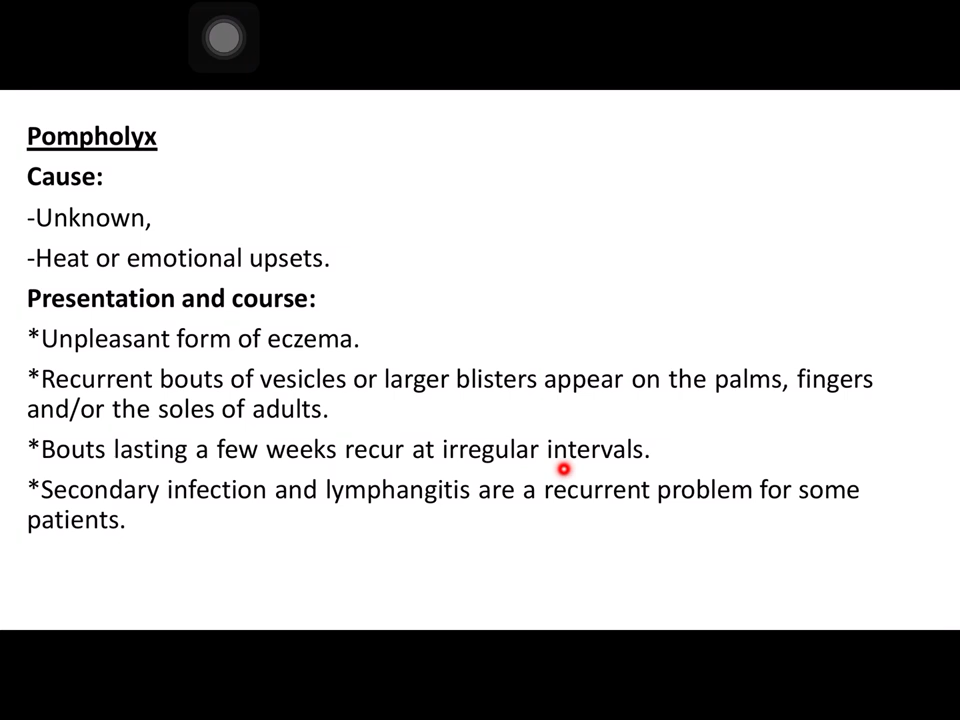 Pompholyx
Cause:
-Unknown,
-Heat or emotional upsets.
Presentation and course:
*Unpleasant form of eczema.
*Recurrent bouts of vesicles or larger blisters appear on the palms, fingers
and/or the soles of adults.
*Bouts lasting a few weeks recur at irregular intervals.
*Secondary infection and lymphangitis are a recurrent problem for some
patients.